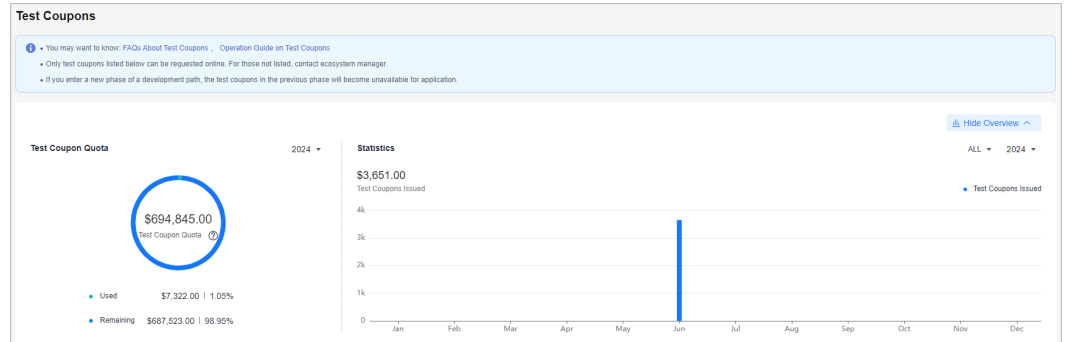 Test Coupons
• You may want to know: FAQs About Test Coupons 、 Operation Guide on Test Coupons
• Only test coupons listed below can be requested online. For those not listed, contact ecosystem manager.
• If you enter a new phase of a development path, the test coupons in the previous phase will become unavailable for application.
Hide Overview
Test Coupon Quota
2024
$694,845.00
Test Coupon Quota
Used $7,322.00 | 1.05%
Remaining $687,523.00 | 98.95%
Statistics
ALL 2024
$3,651.00
Test Coupons Issued
Test Coupons Issued
4k
3k
2k
1k
0
Jan Feb Mar Apr May Jun Jul Aug Sep Oct Nov Dec